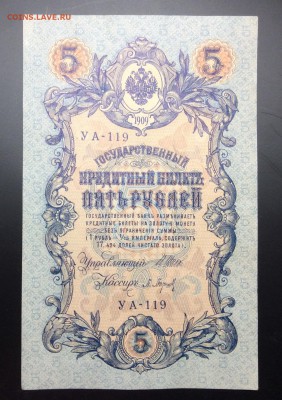 COINS.LAVE.РУ
5 5
1909
УА-119
ГОСУДАРСТВЕННЫЙ
КРЕДИТНЫЙ БИЛЕТЪ
ПЯТЬ РУБЛЕЙ
ГОСУДАРСТВЕННЫЙ БАНКЪ РАЗМѢНИВАЕТЪ
КРЕДИТНЫЕ БИЛЕТЫ НА ЗОЛОТУЮ МОНЕТУ
БЕЗЪ ОГРАНИЧЕНІЯ СУММЫ
(1 РУБЛЬ = 1/15 ИМПЕРІАЛА, СОДЕРЖИТЪ
17,424 ДОЛЕЙ ЧИСТАГО ЗОЛОТА)
Управляющій
Кассиръ
УА-119
5